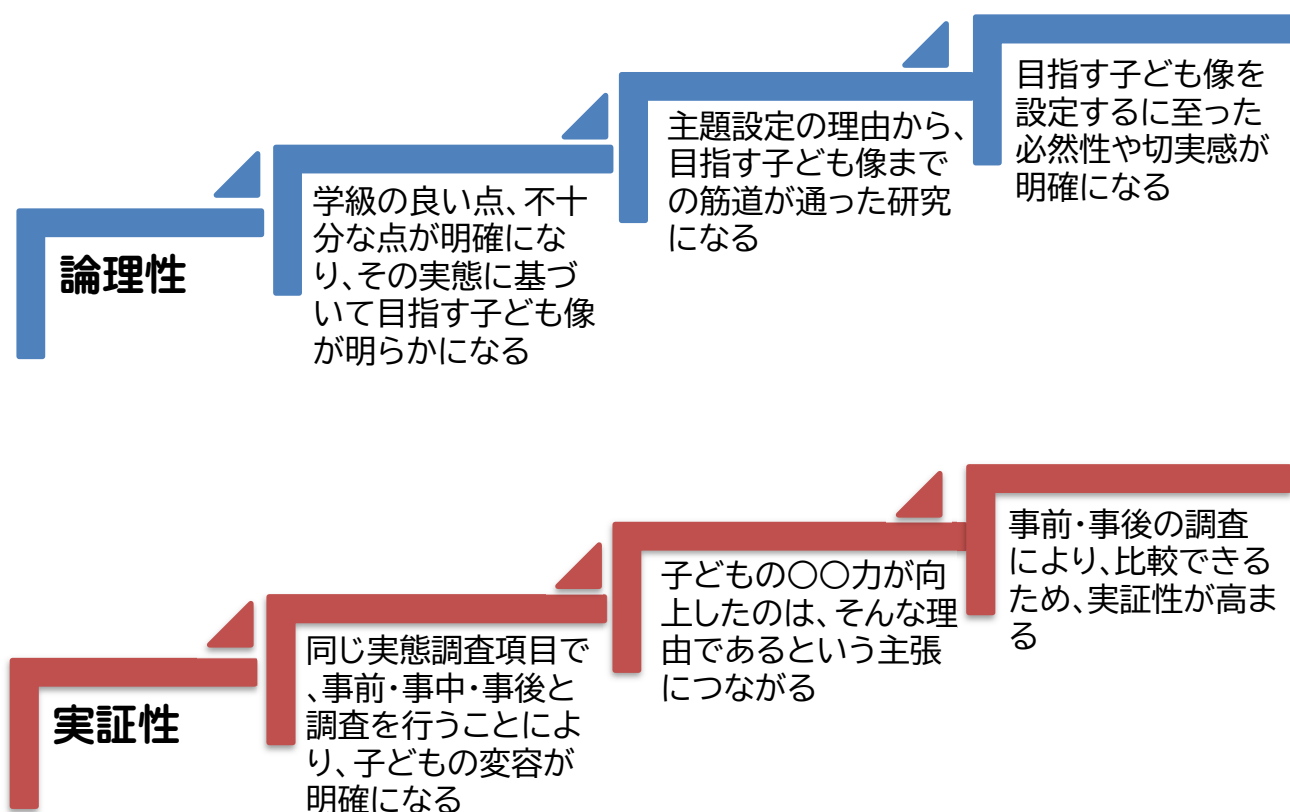 論理性
学級の良い点、不十
分な点が明確にな
り、その実態に基づ
いて目指す子ども像
が明らかになる
主題設定の理由から、
目指す子ども像まで
の筋道が通った研究
になる
目指す子ども像を
設定するに至った
必然性や切実感が
明確になる
実証性
同じ実態調査項目で
、事前・事中・事後と
調査を行うことによ
り、子どもの変容が
明確になる
子どもの〇〇力が向
上したのは、そんな理
由であるという主張
につながる
事前・事後の調査
により、比較できる
ため、実証性が高ま
る